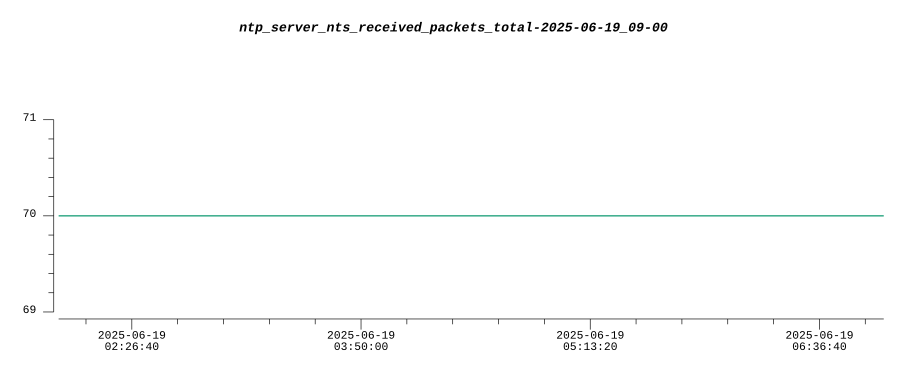 ntp_server_nts_received_packets_total-2025-06-19_09-00
71
70
69
2025-06-19 2025-06-19 2025-06-19 2025-06-19
02:26:40 03:50:00 05:13:20 06:36:40